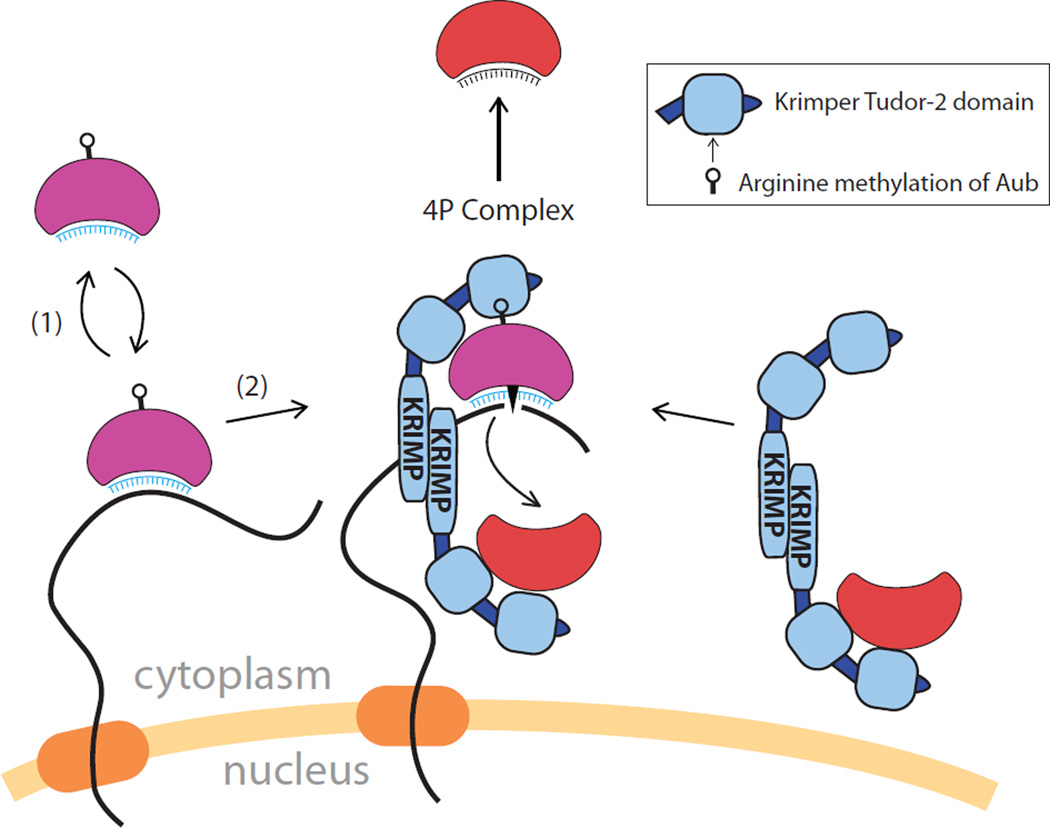 Krimper Tudor-2 domain
Arginine methylation of Aub
4P Complex
(1)
(2)
KRIMP
KRIMP
KRIMP
KRIMP
cytoplasm
nucleus